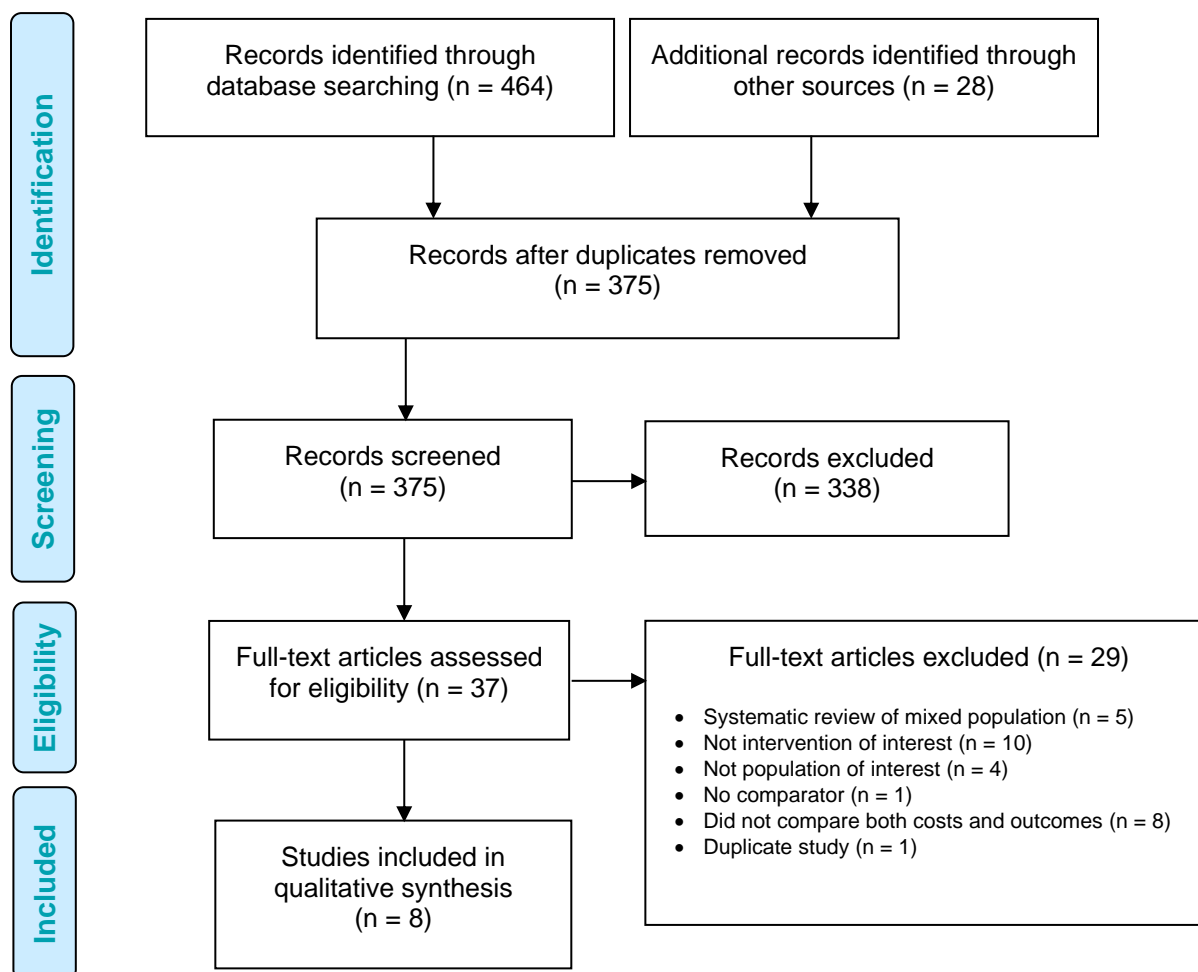 Identification
Records identified through
database searching (n = 464)
Additional records identified through
other sources (n = 28)
Records after duplicates removed
(n = 375)
Screening
Records screened
(n = 375)
Records excluded
(n = 338)
Eligibility
Full-text articles assessed
for eligibility (n = 37)
Full-text articles excluded (n = 29)
• Systematic review of mixed population (n = 5)
• Not intervention of interest (n = 10)
• Not population of interest (n = 4)
• No comparator (n = 1)
• Did not compare both costs and outcomes (n = 8)
• Duplicate study (n = 1)
Included
Studies included in
qualitative synthesis
(n = 8)